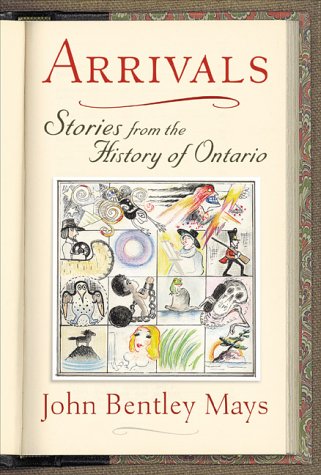 ARRIVALS
Stories from the
History of Ontario
John Bentley Mays